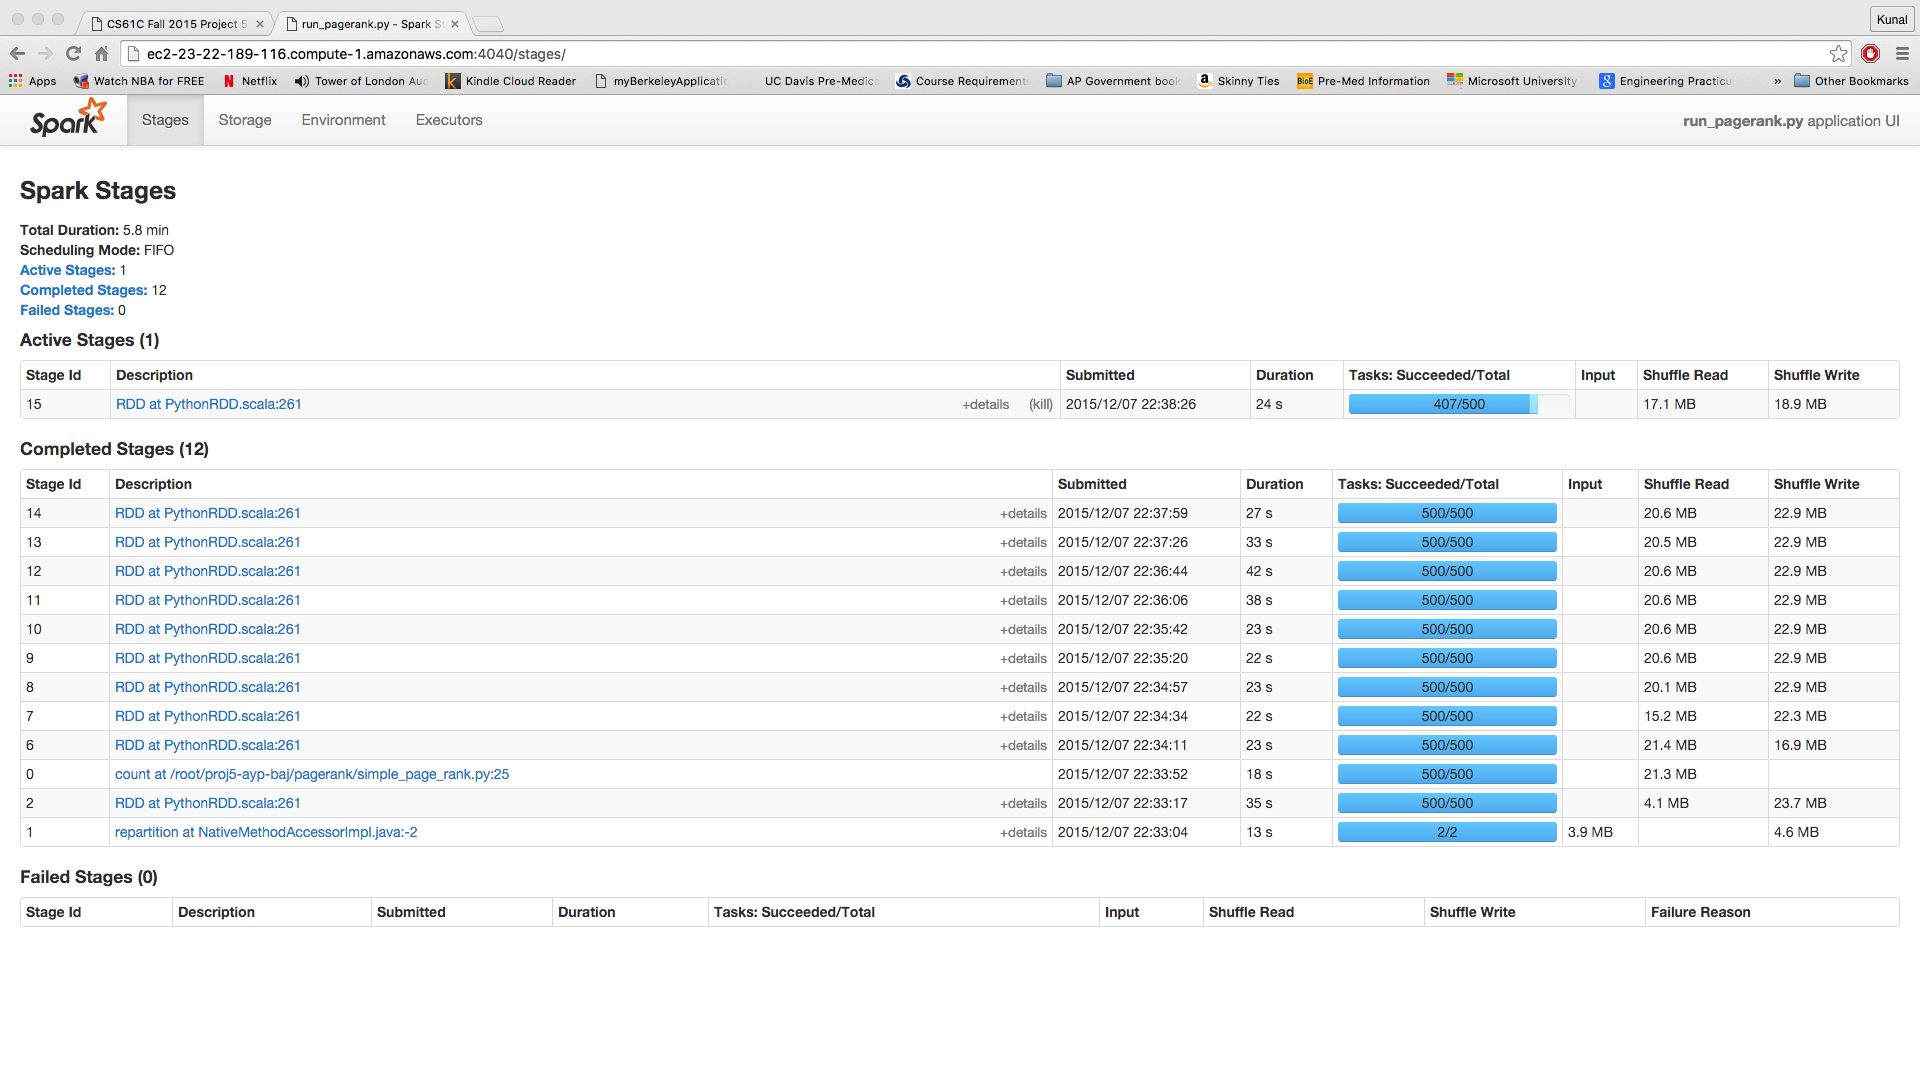 CS61C Fall 2015 Project 5
run_pagerank.py - Spark St
Kunal
ec2-23-22-189-116.compute-1.amazonaws.com:4040/stages/
Apps Watch NBA for FREE Netflix Tower of London Auc Kindle Cloud Reader myBerkeleyApplicatio UC Davis Pre-Medica Course Requirements AP Government book Skinny Ties BioE Pre-Med Information Microsoft University Engineering Practicu » Other Bookmarks
Spark Stages Storage Environment Executors run_pagerank.py application UI
Spark Stages
Total Duration: 5.8 min
Scheduling Mode: FIFO
Active Stages: 1
Completed Stages: 12
Failed Stages: 0
Active Stages (1)
Stage Id Description Submitted Duration Tasks: Succeeded/Total Input Shuffle Read Shuffle Write
15 RDD at PythonRDD.scala:261 +details (kill) 2015/12/07 22:38:26 24 s 407/500 17.1 MB 18.9 MB
Completed Stages (12)
Stage Id Description Submitted Duration Tasks: Succeeded/Total Input Shuffle Read Shuffle Write
14 RDD at PythonRDD.scala:261 +details 2015/12/07 22:37:59 27 s 500/500 20.6 MB 22.9 MB
13 RDD at PythonRDD.scala:261 +details 2015/12/07 22:37:26 33 s 500/500 20.5 MB 22.9 MB
12 RDD at PythonRDD.scala:261 +details 2015/12/07 22:36:44 42 s 500/500 20.6 MB 22.9 MB
11 RDD at PythonRDD.scala:261 +details 2015/12/07 22:36:06 38 s 500/500 20.6 MB 22.9 MB
10 RDD at PythonRDD.scala:261 +details 2015/12/07 22:35:42 23 s 500/500 20.6 MB 22.9 MB
9 RDD at PythonRDD.scala:261 +details 2015/12/07 22:35:20 22 s 500/500 20.6 MB 22.9 MB
8 RDD at PythonRDD.scala:261 +details 2015/12/07 22:34:57 23 s 500/500 20.1 MB 22.9 MB
7 RDD at PythonRDD.scala:261 +details 2015/12/07 22:34:34 22 s 500/500 15.2 MB 22.3 MB
6 RDD at PythonRDD.scala:261 +details 2015/12/07 22:34:11 23 s 500/500 21.4 MB 16.9 MB
0 count at /root/proj5-ayp-baj/pagerank/simple_page_rank.py:25 2015/12/07 22:33:52 18 s 500/500 21.3 MB
2 RDD at PythonRDD.scala:261 +details 2015/12/07 22:33:17 35 s 500/500 4.1 MB 23.7 MB
1 repartition at NativeMethodAccessorImpl.java:-2 +details 2015/12/07 22:33:04 13 s 2/2 3.9 MB 4.6 MB
Failed Stages (0)
Stage Id Description Submitted Duration Tasks: Succeeded/Total Input Shuffle Read Shuffle Write Failure Reason